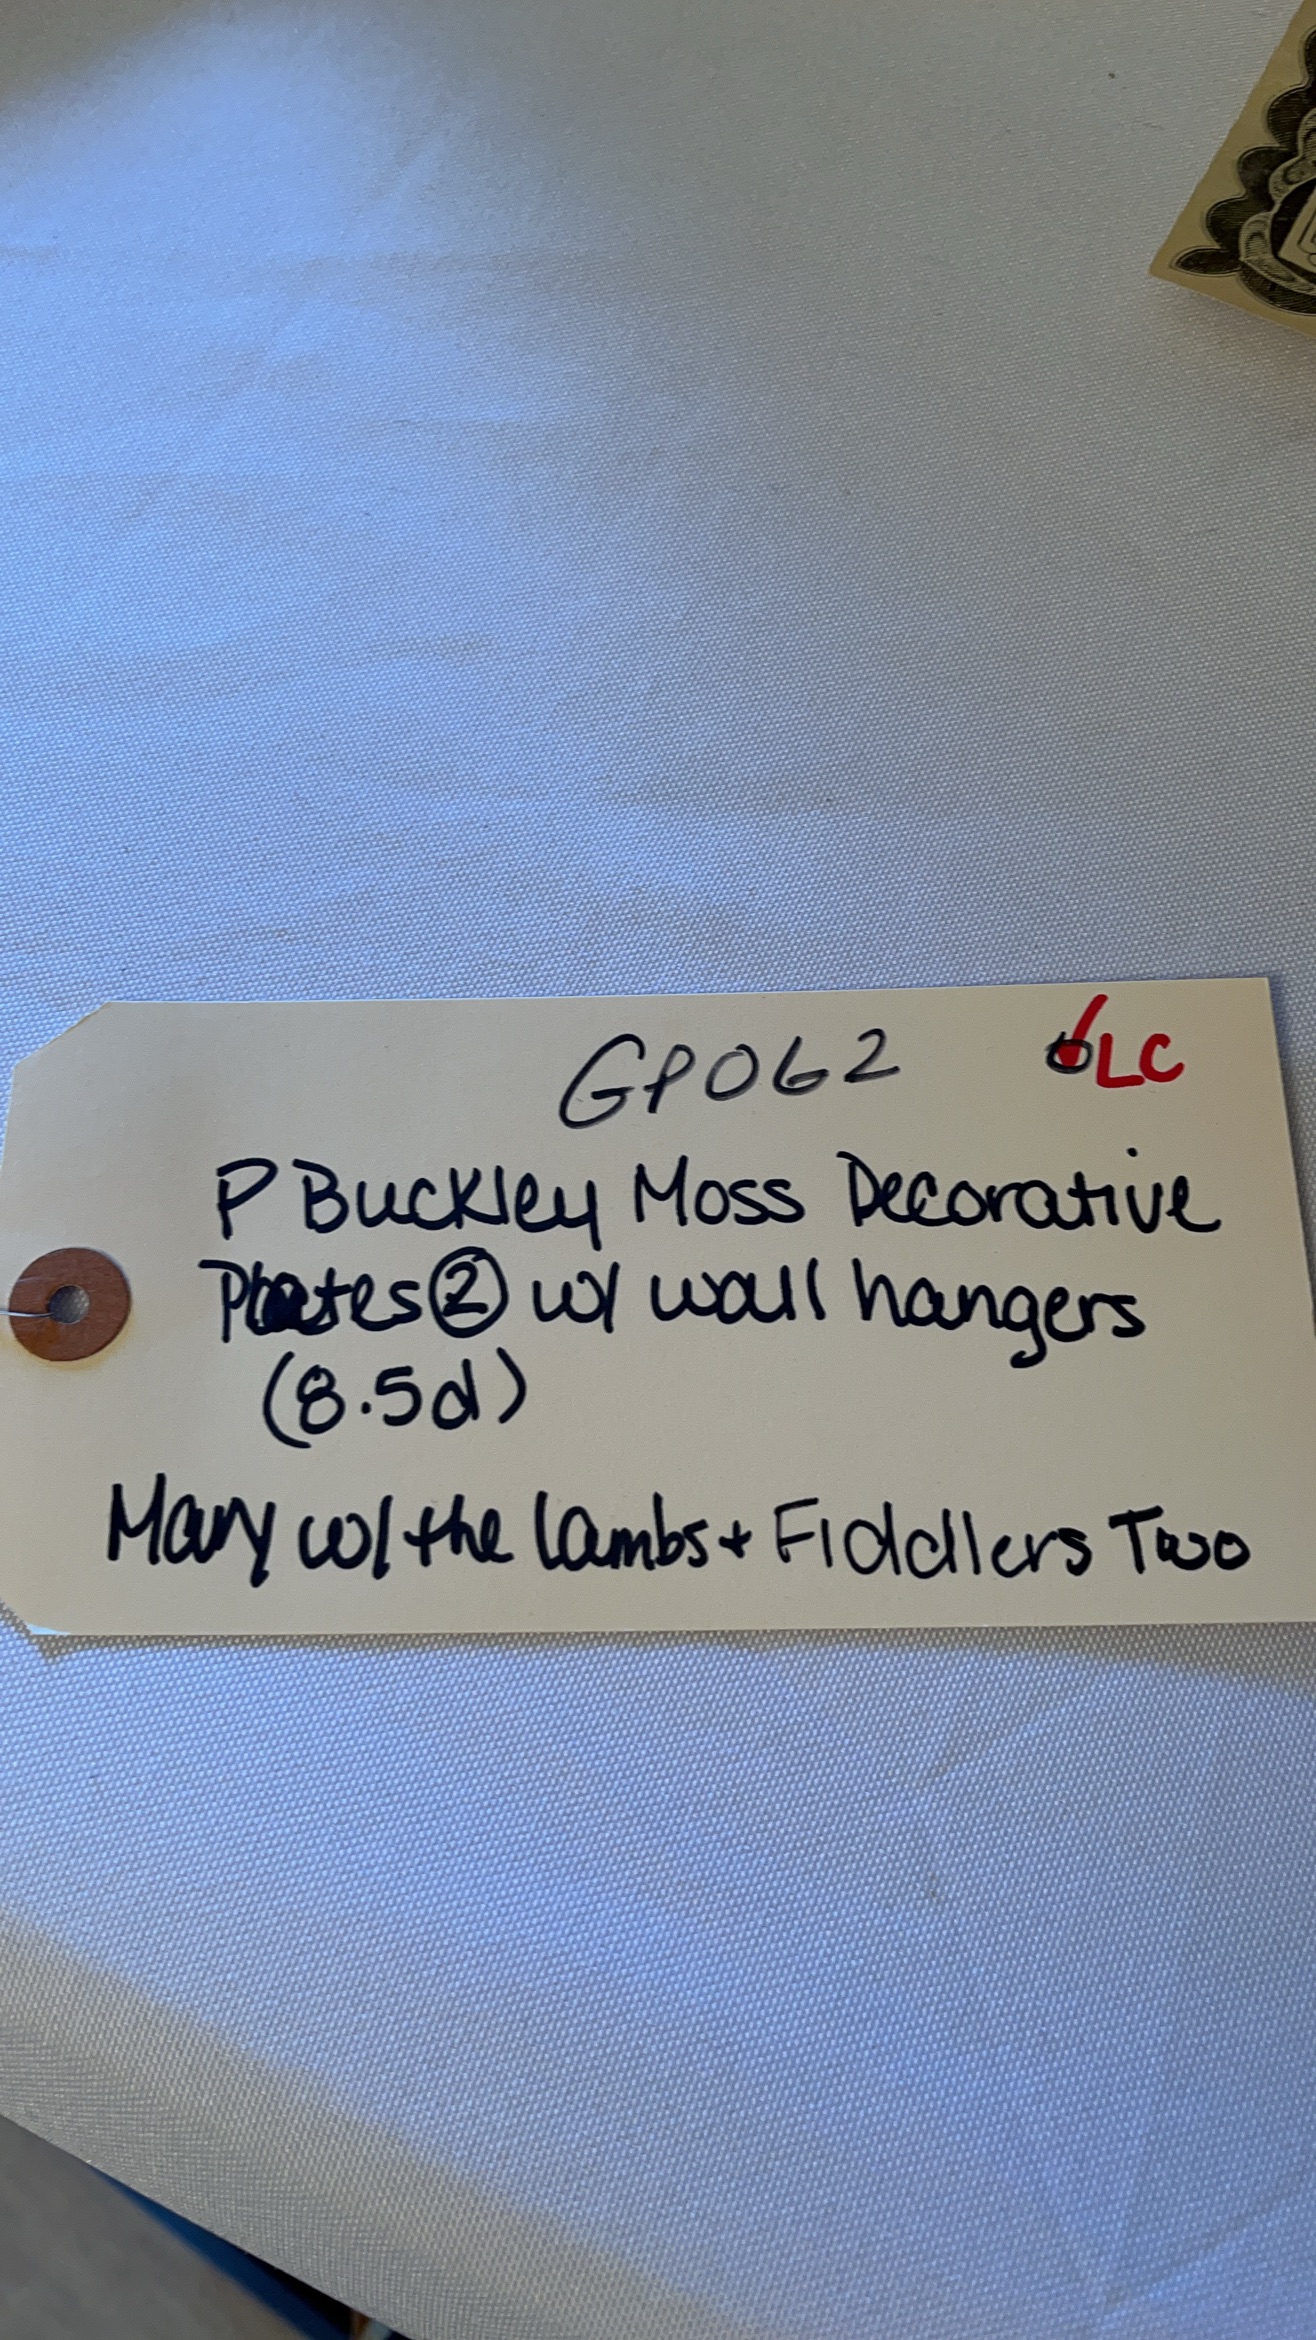 GP062 LC
P Buckley Moss Decorative
Plates ② w/ wall hangers
(8.5d)
Mary w/ the lambs + Fiddlers Two